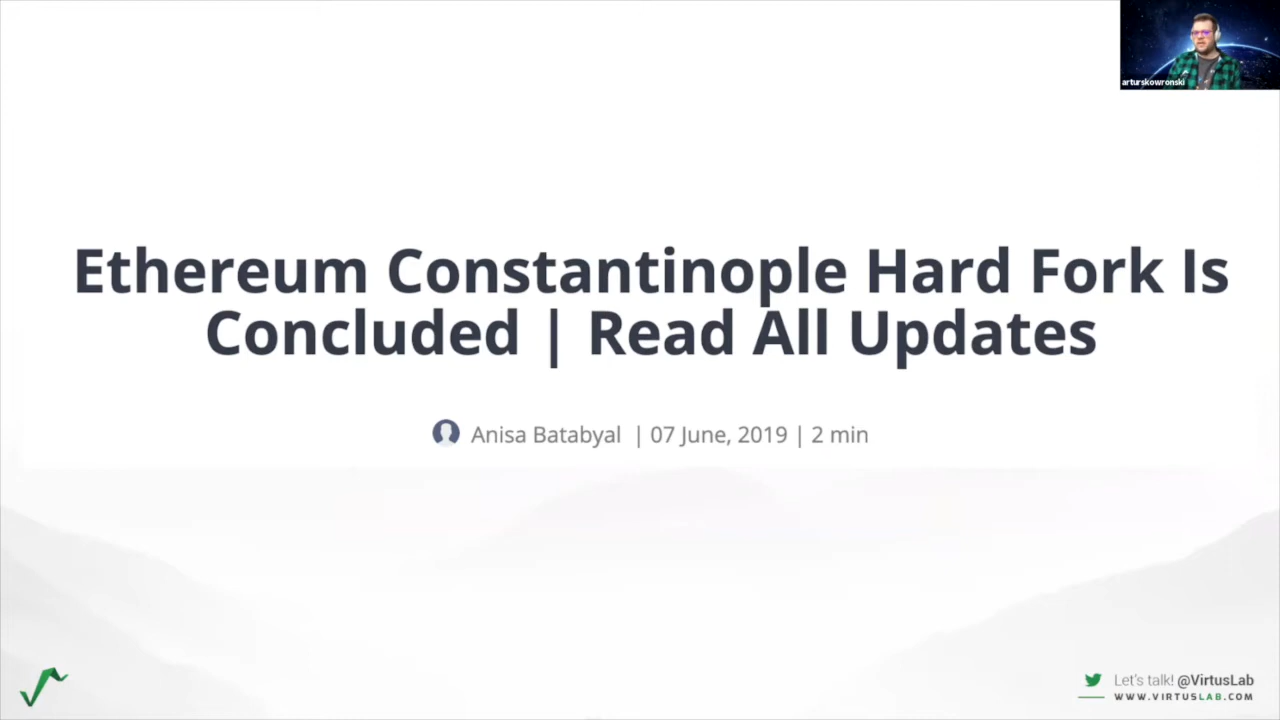 arturskowronski
Ethereum Constantinople Hard Fork Is
Concluded | Read All Updates
Anisa Batabyal | 07 June, 2019 | 2 min
Let's talk! @VirtusLab
WWW.VIRTUSLAB.COM